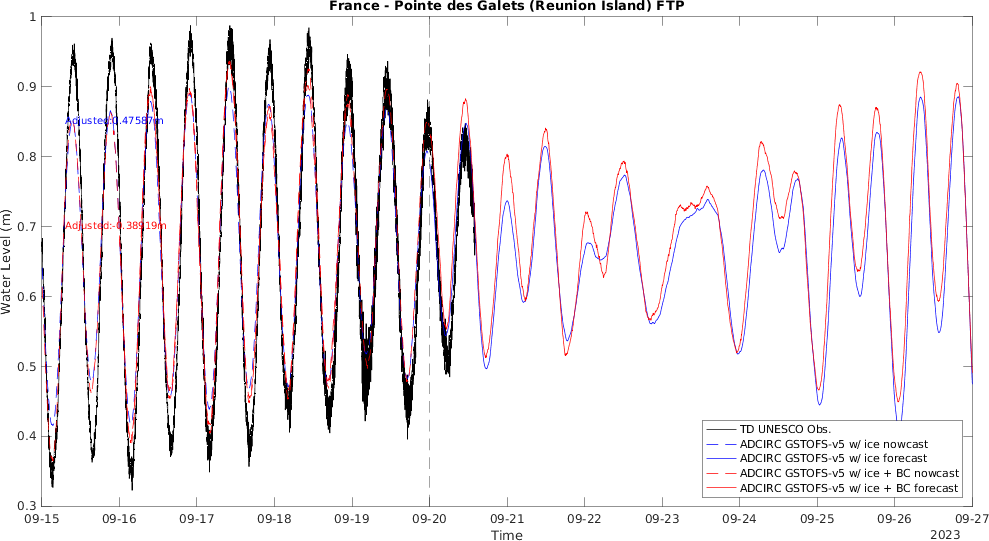 France - Pointe des Galets (Reunion Island) FTP
Water Level (m)
1
0.9
0.8
0.7
0.6
0.5
0.4
0.3
Adjusted:0.47587m
Adjusted:-0.38919m
TD UNESCO Obs.
ADCIRC GSTOFS-v5 w/ ice nowcast
ADCIRC GSTOFS-v5 w/ ice forecast
ADCIRC GSTOFS-v5 w/ ice + BC nowcast
ADCIRC GSTOFS-v5 w/ ice + BC forecast
09-15 09-16 09-17 09-18 09-19 09-20 09-21 09-22 09-23 09-24 09-25 09-26 09-27
Time
2023